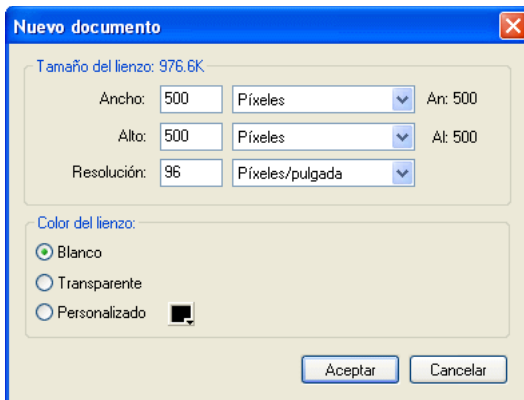 Nuevo documento
Tamaño del lienzo: 976.6K
Ancho: 500 Píxeles An: 500
Alto: 500 Píxeles Al: 500
Resolución: 96 Píxeles/pulgada
Color del lienzo:
Blanco
Transparente
Personalizado
Aceptar Cancelar